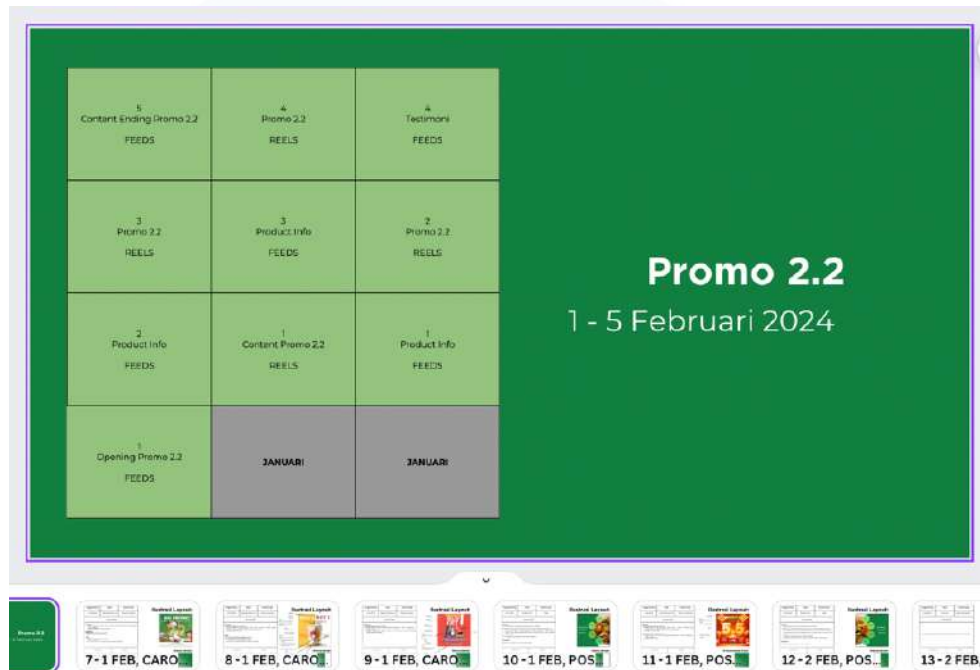 5
Content Ending Promo 2.2
FEEDS
4
Promo 2.2
REELS
4
Testimoni
FEEDS
3
Promo 2.2
REELS
3
Product Info
FEEDS
2
Promo 2.2
REELS
2
Product Info
FEEDS
1
Content Promo 2.2
REELS
1
Product Info
FEEDS
1
Opening Promo 2.2
FEEDS
JANUARI
JANUARI
Promo 2.2
1 - 5 Februari 2024
Promo 2.2
7 - 1 FEB, CARO
8 - 1 FEB, CARO
9 - 1 FEB, CARO
10 - 1 FEB, POS...
11 - 1 FEB, POS...
12 - 2 FEB, POS...
13 - 2 FEB